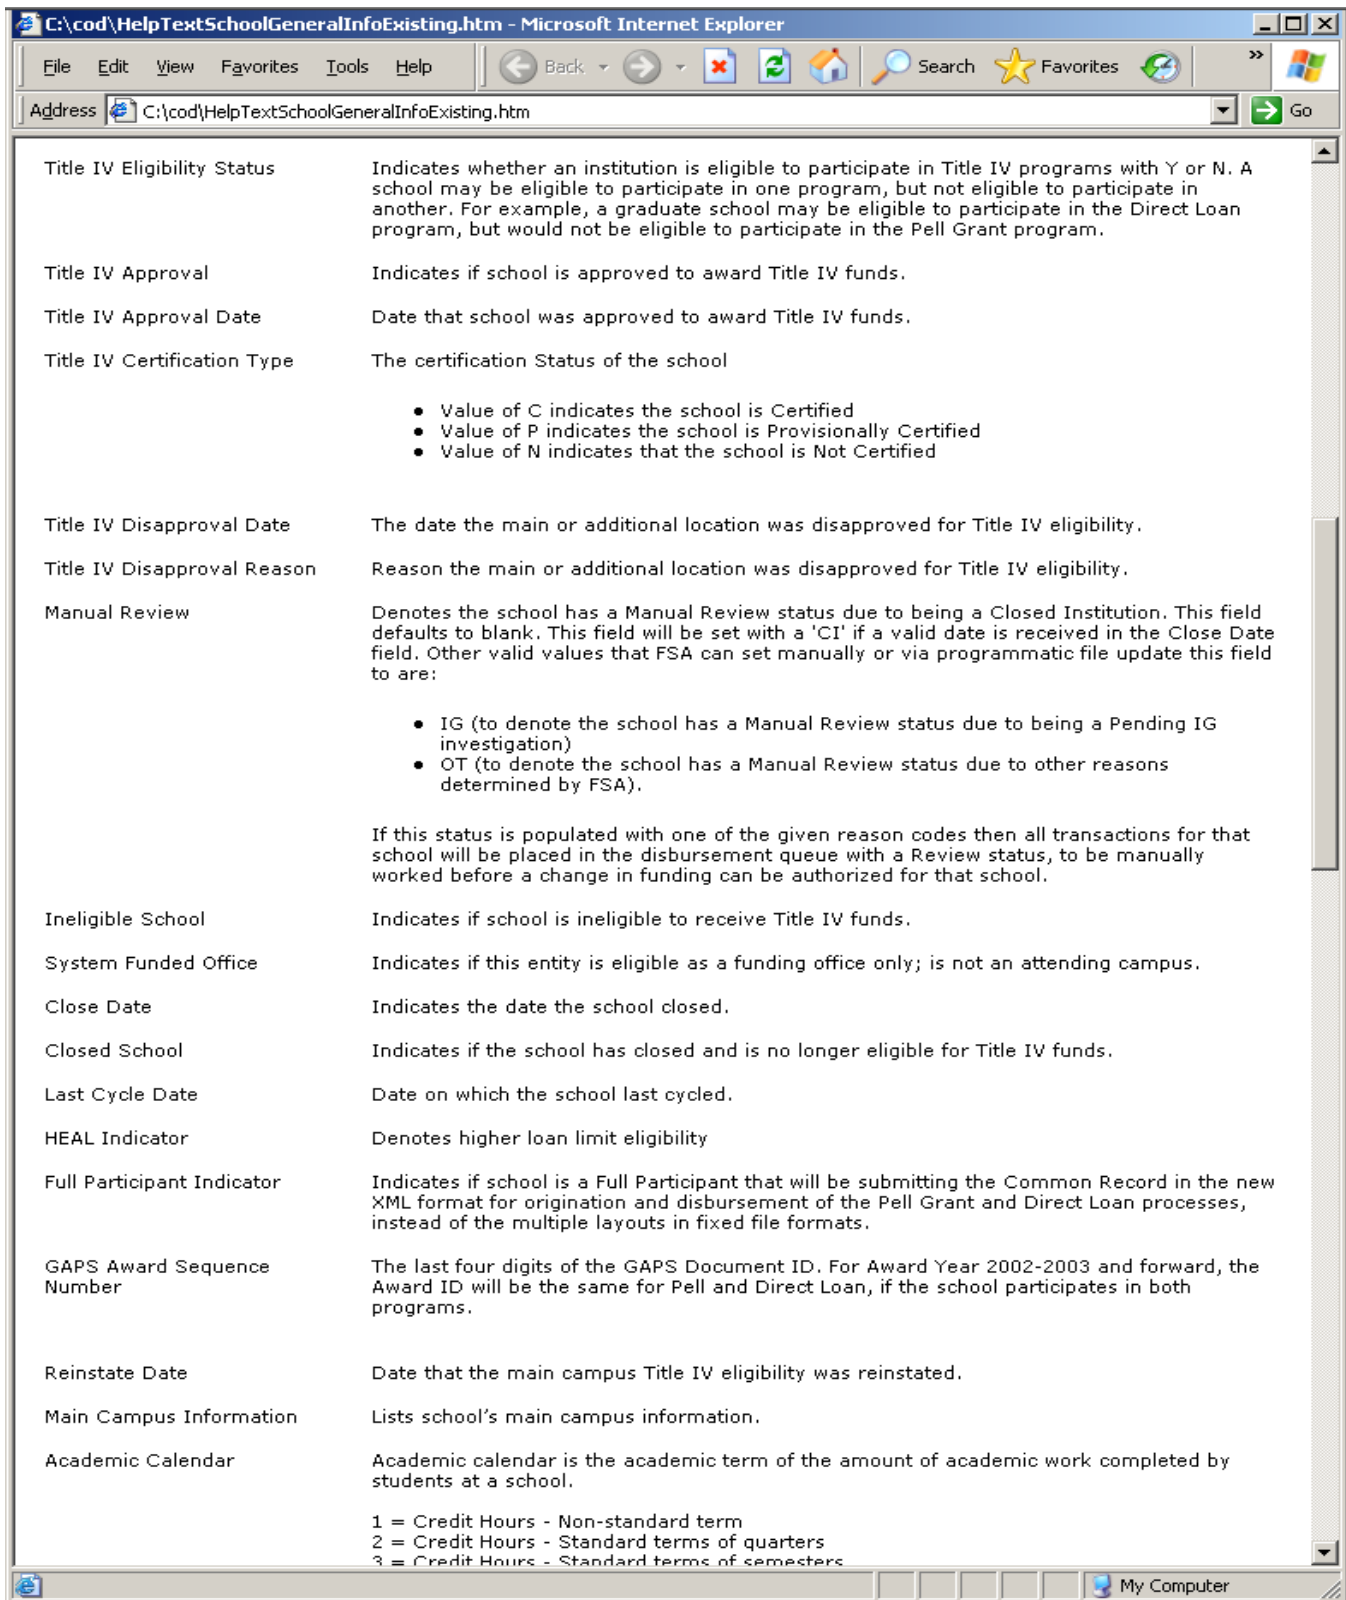 C:\cod\HelpTextSchoolGeneralInfoExisting.htm - Microsoft Internet Explorer
File Edit View Favorites Tools Help Back Search Favorites »
Address C:\cod\HelpTextSchoolGeneralInfoExisting.htm Go
Title IV Eligibility Status Indicates whether an institution is eligible to participate in Title IV programs with Y or N. A
school may be eligible to participate in one program, but not eligible to participate in
another. For example, a graduate school may be eligible to participate in the Direct Loan
program, but would not be eligible to participate in the Pell Grant program.
Title IV Approval Indicates if school is approved to award Title IV funds.
Title IV Approval Date Date that school was approved to award Title IV funds.
Title IV Certification Type The certification Status of the school
● Value of C indicates the school is Certified
● Value of P indicates the school is Provisionally Certified
● Value of N indicates that the school is Not Certified
Title IV Disapproval Date The date the main or additional location was disapproved for Title IV eligibility.
Title IV Disapproval Reason Reason the main or additional location was disapproved for Title IV eligibility.
Manual Review Denotes the school has a Manual Review status due to being a Closed Institution. This field
defaults to blank. This field will be set with a 'CI' if a valid date is received in the Close Date
field. Other valid values that FSA can set manually or via programmatic file update this field
to are:
● IG (to denote the school has a Manual Review status due to being a Pending IG
investigation)
● OT (to denote the school has a Manual Review status due to other reasons
determined by FSA).
If this status is populated with one of the given reason codes then all transactions for that
school will be placed in the disbursement queue with a Review status, to be manually
worked before a change in funding can be authorized for that school.
Ineligible School Indicates if school is ineligible to receive Title IV funds.
System Funded Office Indicates if this entity is eligible as a funding office only; is not an attending campus.
Close Date Indicates the date the school closed.
Closed School Indicates if the school has closed and is no longer eligible for Title IV funds.
Last Cycle Date Date on which the school last cycled.
HEAL Indicator Denotes higher loan limit eligibility
Full Participant Indicator Indicates if school is a Full Participant that will be submitting the Common Record in the new
XML format for origination and disbursement of the Pell Grant and Direct Loan processes,
instead of the multiple layouts in fixed file formats.
GAPS Award Sequence The last four digits of the GAPS Document ID. For Award Year 2002-2003 and forward, the
Number Award ID will be the same for Pell and Direct Loan, if the school participates in both
programs.
Reinstate Date Date that the main campus Title IV eligibility was reinstated.
Main Campus Information Lists school's main campus information.
Academic Calendar Academic calendar is the academic term of the amount of academic work completed by
students at a school.
1 = Credit Hours - Non-standard term
2 = Credit Hours - Standard terms of quarters
3 = Credit Hours - Standard terms of semesters
My Computer